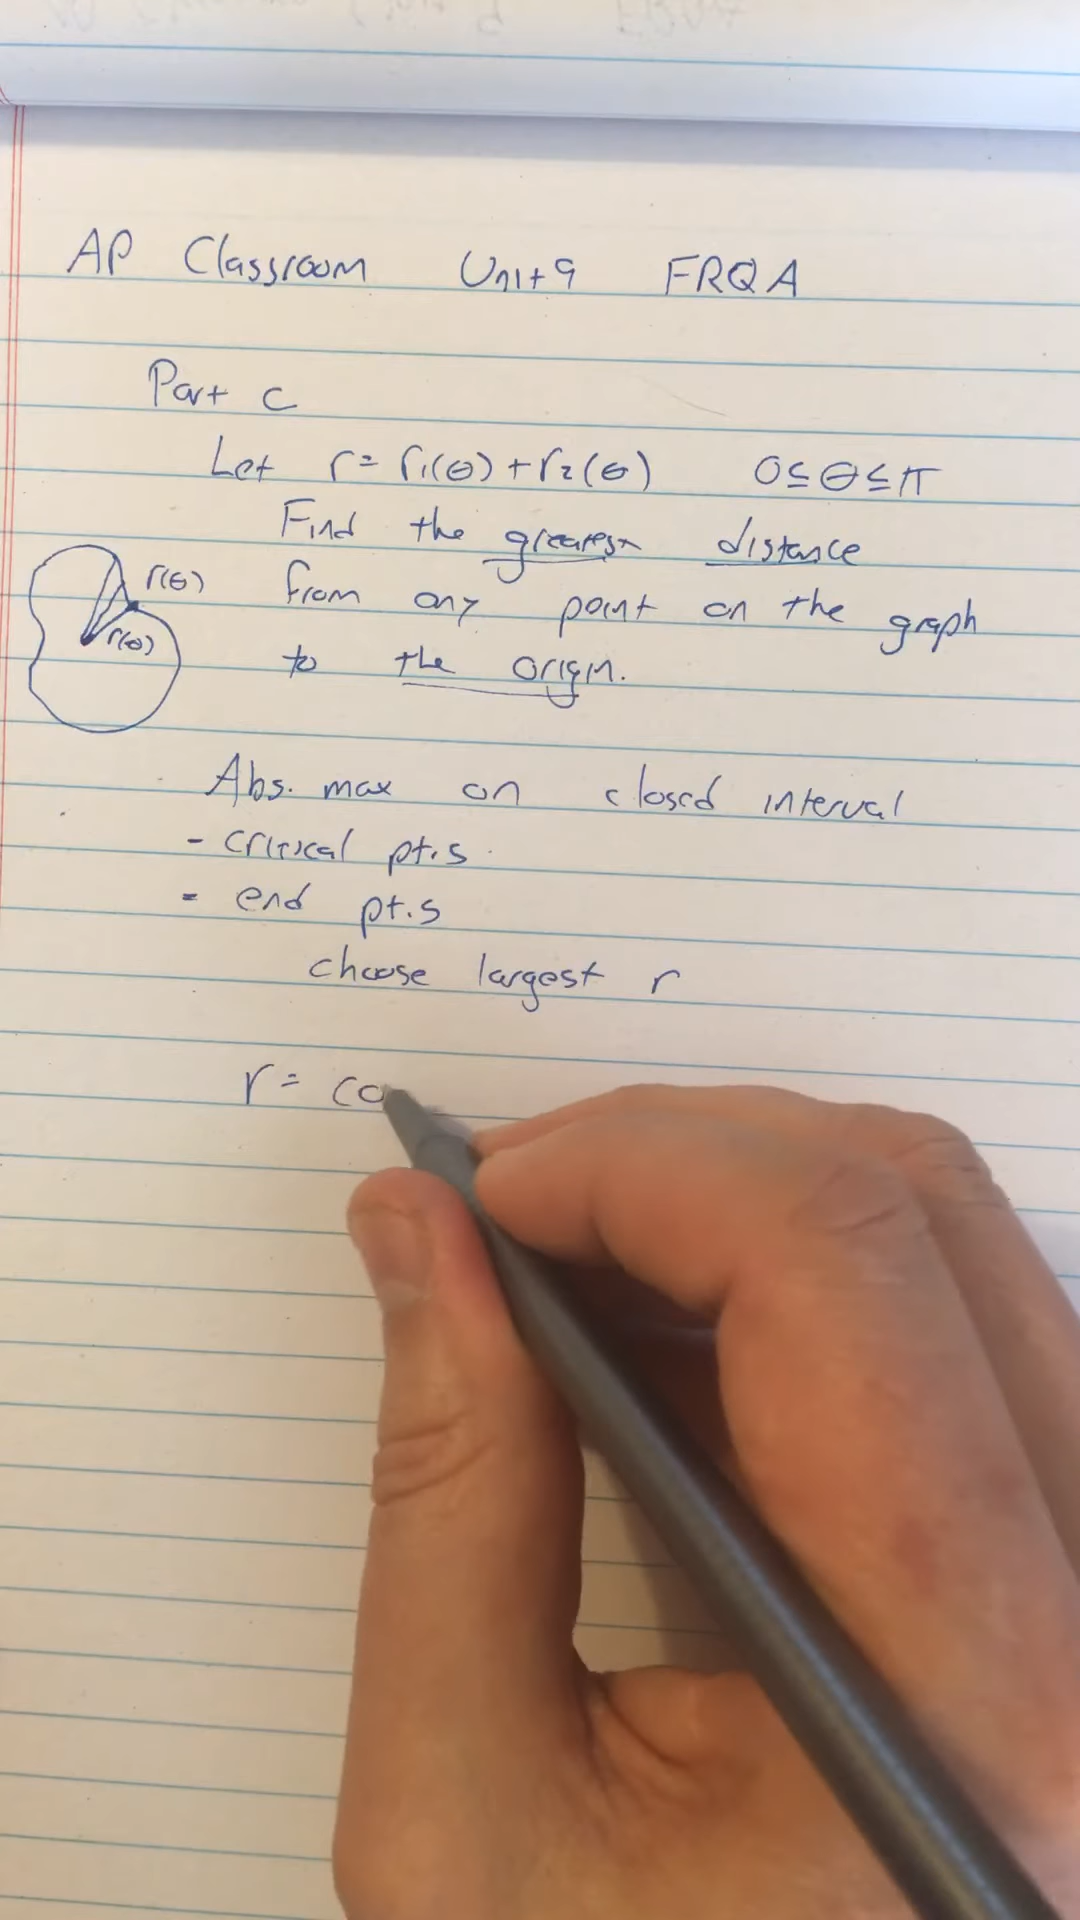 AP Classroom Unit 9 FRQ A
Part C
Let r = r₁(θ) + r₂(θ) 0 ≤ θ ≤ π
Find the greatest distance
from any point on the graph
to the origin.
r(θ)
r(θ)
Abs. max on closed interval
- critical pt.s
- end pt.s
choose largest r
r = co